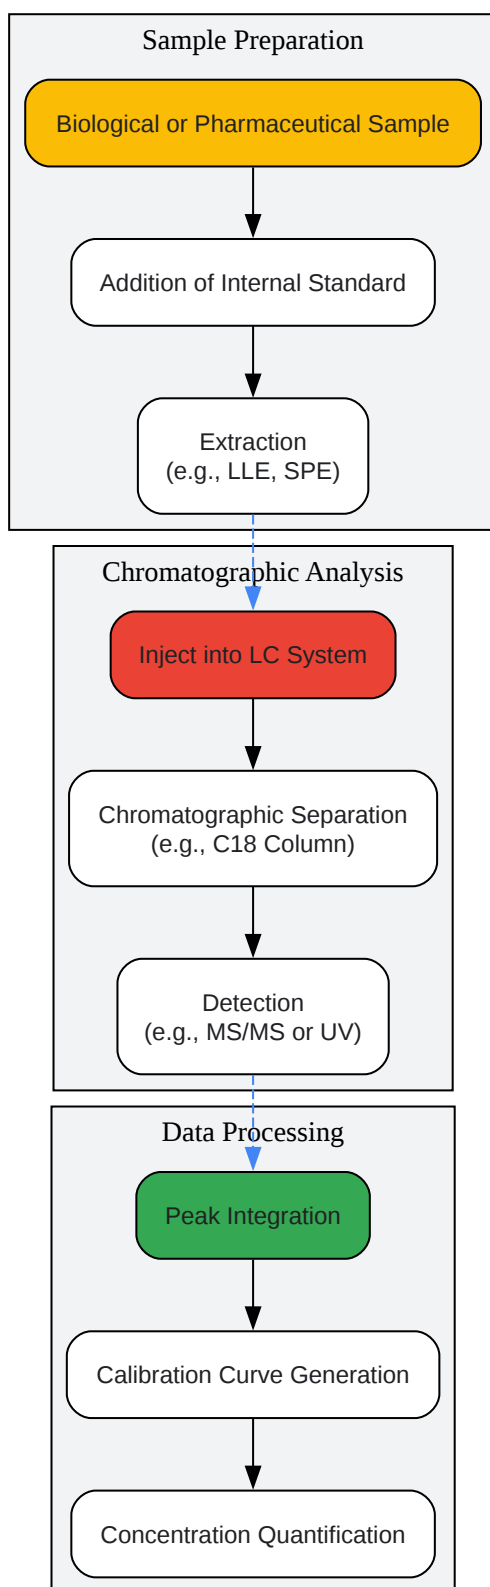 Sample Preparation
Biological or Pharmaceutical Sample
Addition of Internal Standard
Extraction
(e.g., LLE, SPE)
Chromatographic Analysis
Inject into LC System
Chromatographic Separation
(e.g., C18 Column)
Detection
(e.g., MS/MS or UV)
Data Processing
Peak Integration
Calibration Curve Generation
Concentration Quantification